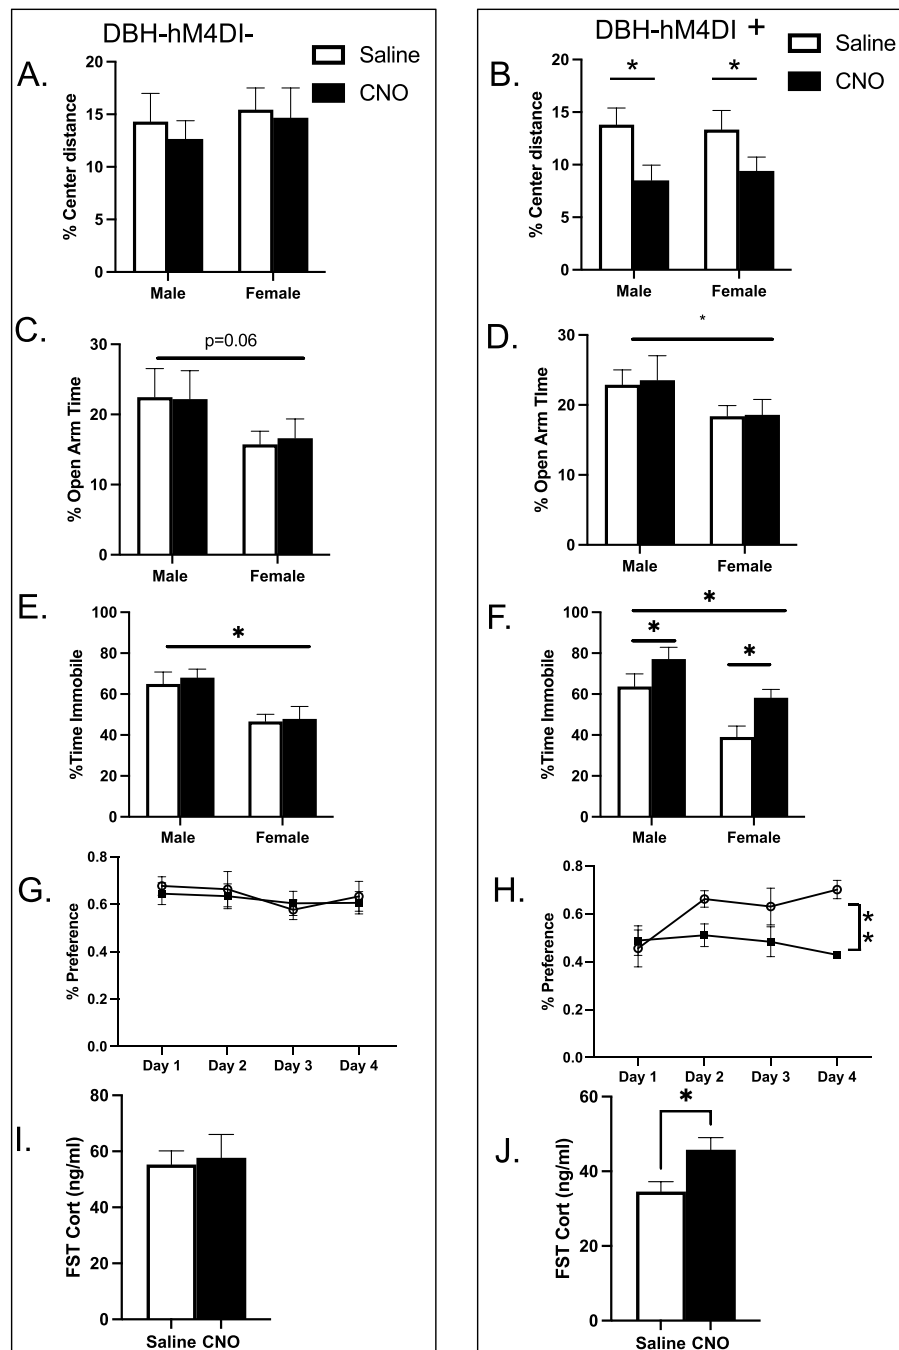 DBH-hM4DI-
Saline
CNO
A.
20
15
10
5
0
% Center distance
Male
Female
DBH-hM4DI +
Saline
CNO
B.
20
15
10
5
0
% Center distance
*
*
Male
Female
C.
30
20
10
0
% Open Arm Time
p=0.06
Male
Female
D.
30
20
10
0
% Open Arm TIme
*
Male
Female
E.
100
80
60
40
20
0
%Time Immobile
*
Male
Female
F.
100
80
60
40
20
0
%Time Immobile
*
*
*
Male
Female
G.
0.8
0.6
0.4
0.2
0.0
% Preference
Day 1
Day 2
Day 3
Day 4
H.
0.8
0.6
0.4
0.2
0.0
% Preference
**
Day 1
Day 2
Day 3
Day 4
I.
80
60
40
20
0
FST Cort (ng/ml)
Saline CNO
J.
60
40
20
0
FST Cort (ng/ml)
*
Saline CNO